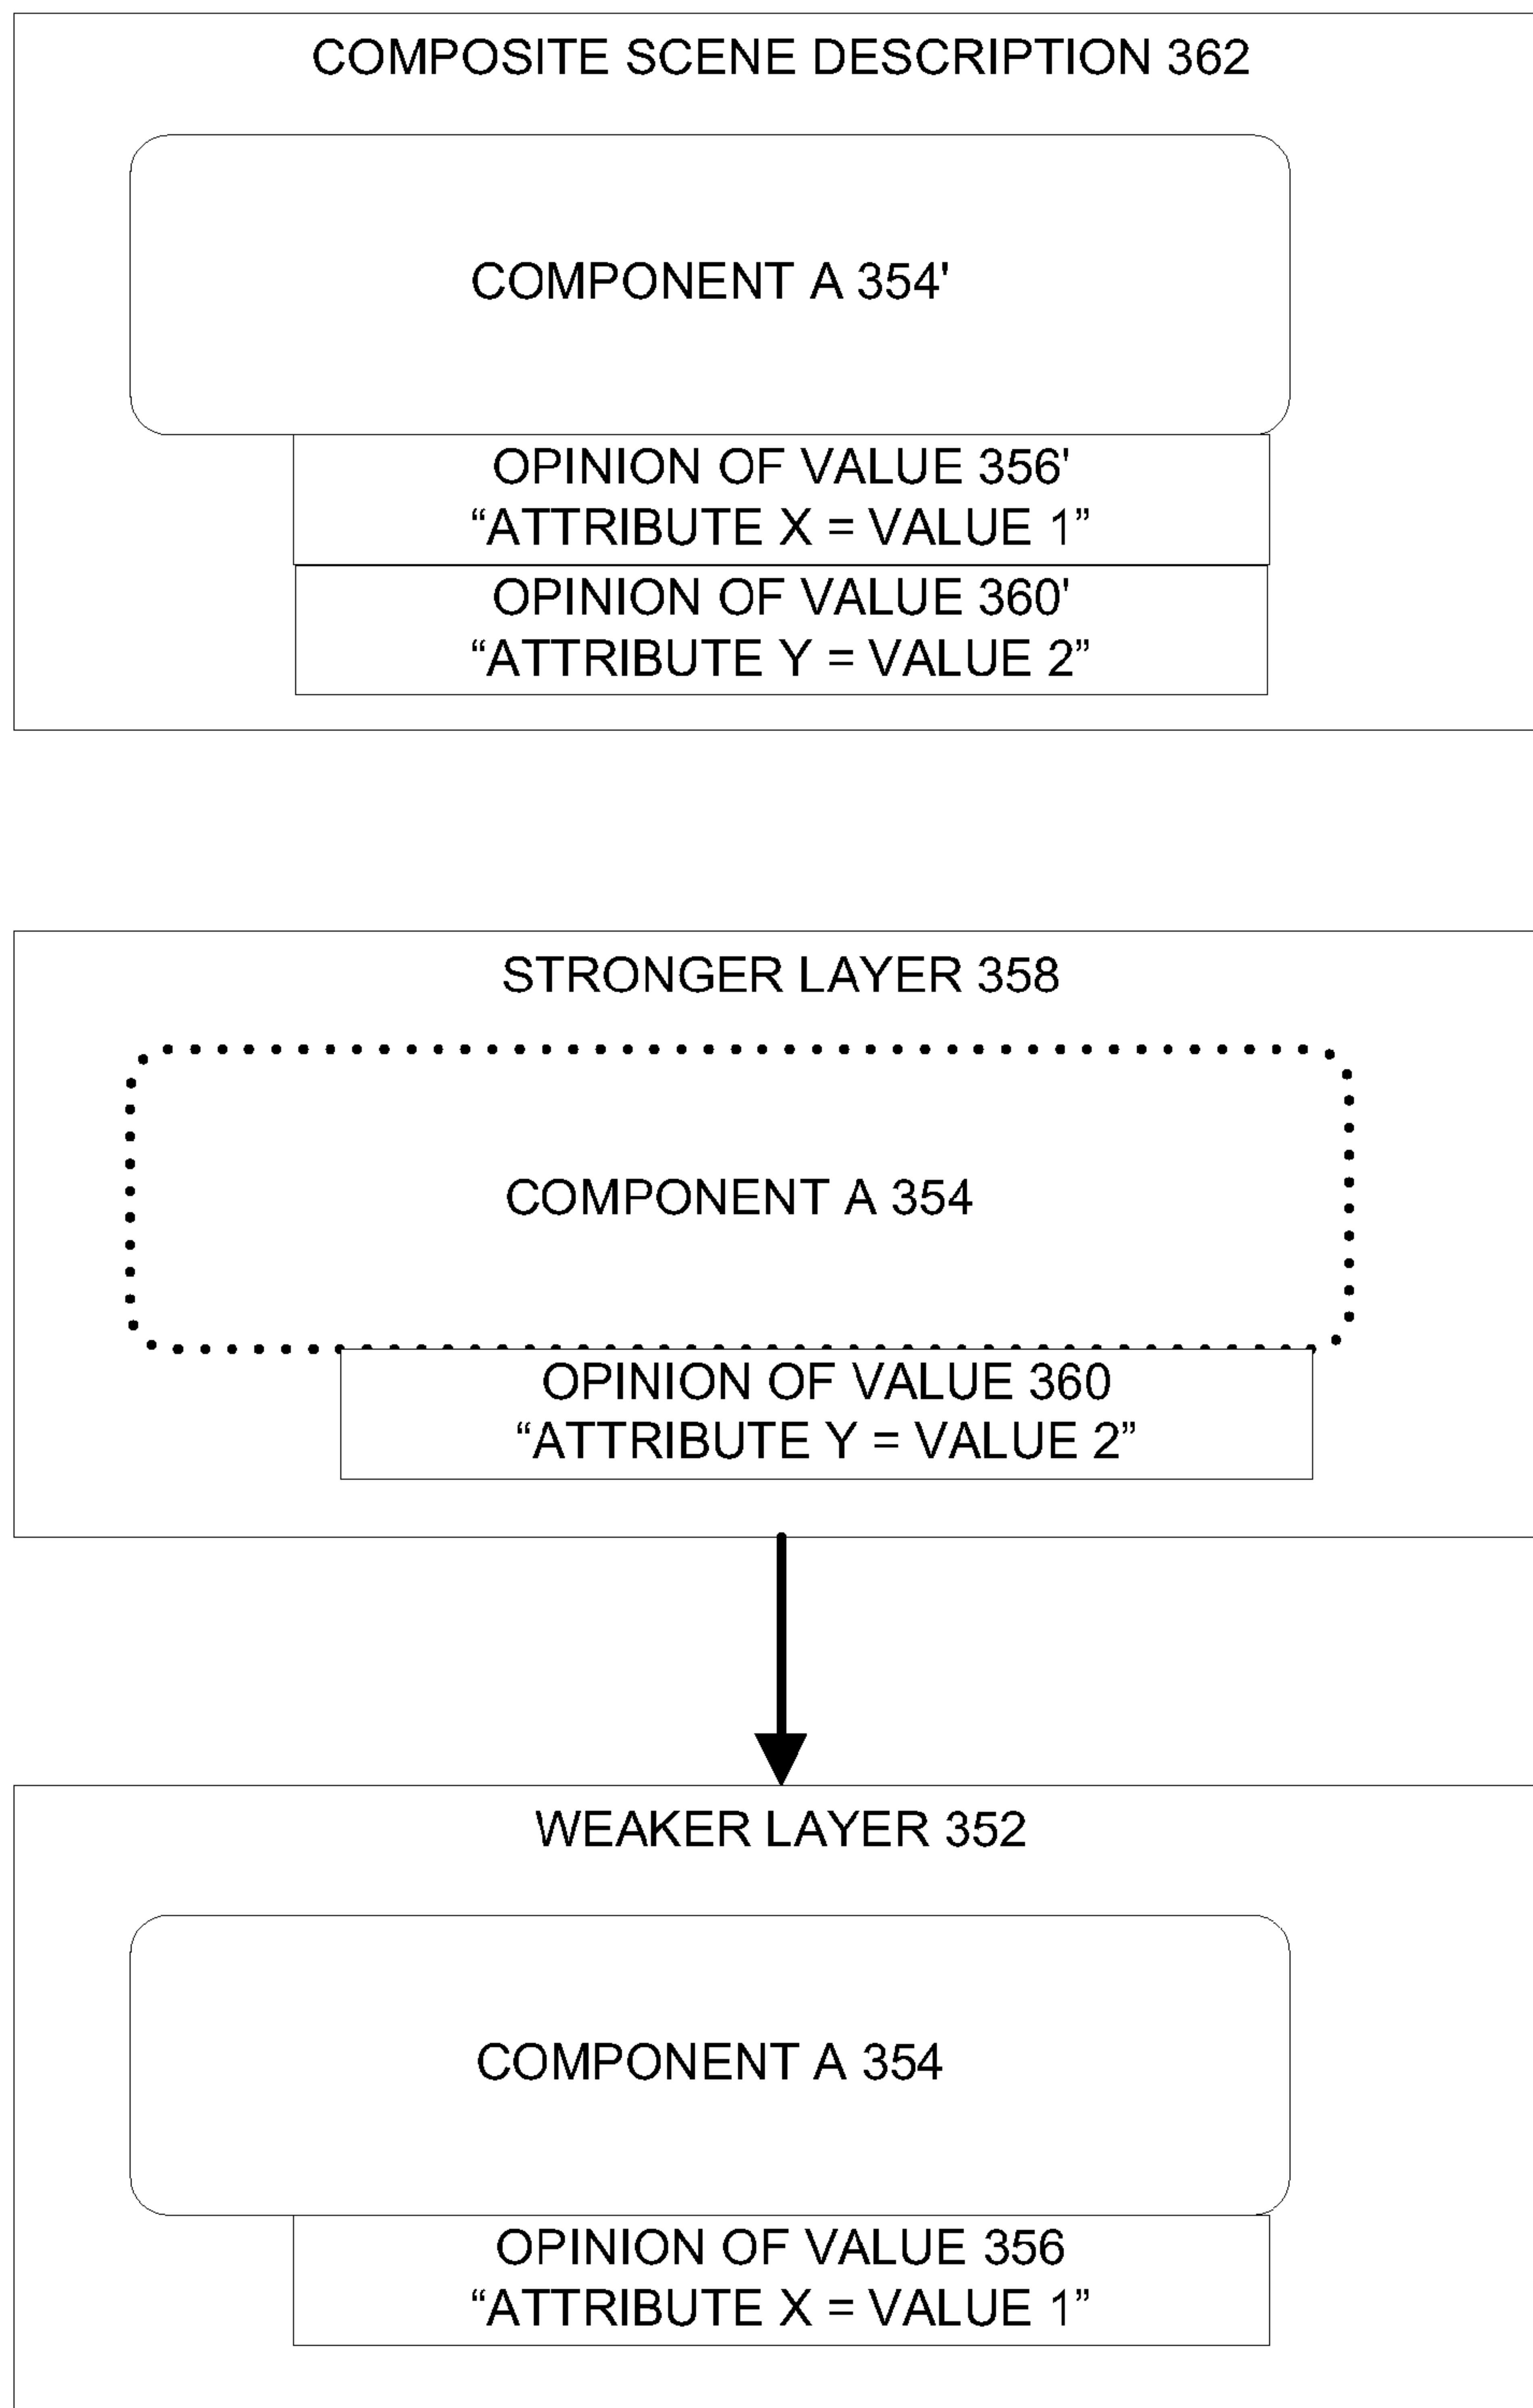 COMPOSITE SCENE DESCRIPTION 362
COMPONENT A 354'
OPINION OF VALUE 356'
“ATTRIBUTE X = VALUE 1”
OPINION OF VALUE 360'
“ATTRIBUTE Y = VALUE 2”
STRONGER LAYER 358
COMPONENT A 354
OPINION OF VALUE 360
“ATTRIBUTE Y = VALUE 2”
WEAKER LAYER 352
COMPONENT A 354
OPINION OF VALUE 356
“ATTRIBUTE X = VALUE 1”